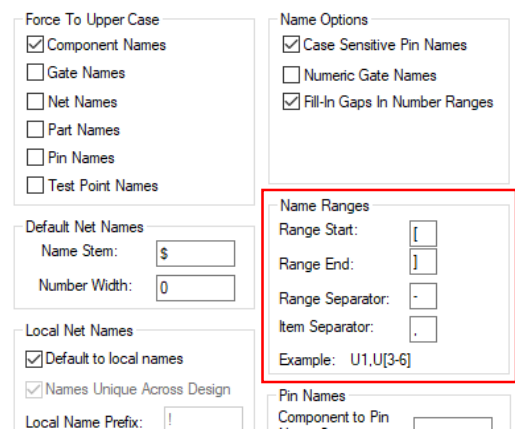 Force To Upper Case
Component Names
Gate Names
Net Names
Part Names
Pin Names
Test Point Names
Default Net Names
Name Stem: $
Number Width: 0
Local Net Names
Default to local names
Names Unique Across Design
Local Name Prefix: !
Name Options
Case Sensitive Pin Names
Numeric Gate Names
Fill-In Gaps In Number Ranges
Name Ranges
Range Start: [
Range End: ]
Range Separator: -
Item Separator: ,
Example: U1,U[3-6]
Pin Names
Component to Pin